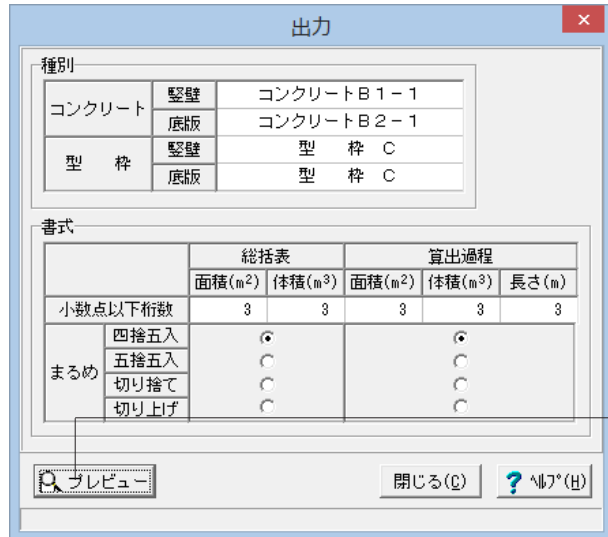 出力
種別
コンクリート 竪壁 コンクリートB1-1
底版 コンクリートB2-1
型 枠 竪壁 型 枠 C
底版 型 枠 C
書式
総括表 算出過程
面積(m2) 体積(m3) 面積(m2) 体積(m3) 長さ(m)
小数点以下桁数 3 3 3 3 3
まるめ 四捨五入
五捨五入
切り捨て
切り上げ
プレビュー 閉じる(C) ? ヘルプ(H)